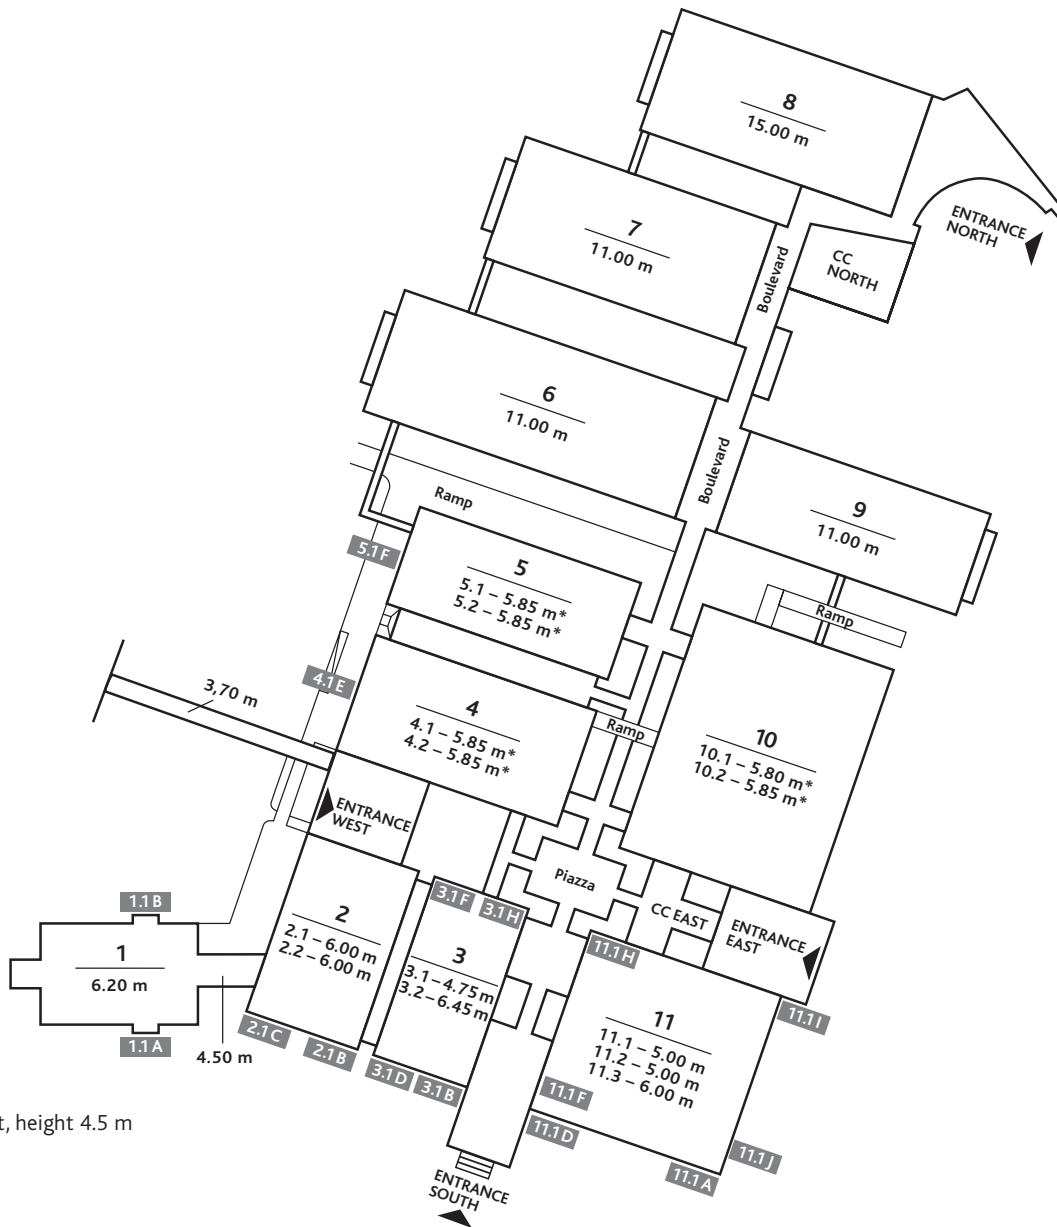 8
15.00 m
ENTRANCE
NORTH
7
11.00 m
CC
NORTH
Boulevard
6
11.00 m
Boulevard
Ramp
9
11.00 m
5.1 F
5
5.1 – 5.85 m*
5.2 – 5.85 m*
Ramp
4.1 E
3,70 m
4
4.1 – 5.85 m*
4.2 – 5.85 m*
Ramp
10
10.1 – 5.80 m*
10.2 – 5.85 m*
ENTRANCE
WEST
Piazza
3.1 F
3.1 H
CC EAST
ENTRANCE
EAST
1.1 B
1
6.20 m
2
2.1 – 6.00 m
2.2 – 6.00 m
3
3.1 – 4.75 m
3.2 – 6.45 m
11.1 H
11.1 I
11
11.1 – 5.00 m
11.2 – 5.00 m
11.3 – 6.00 m
1.1 A
4.50 m
2.1 C
2.1 B
3.1 D
3.1 B
11.1 F
11.1 D
11.1 J
11.1 A
t, height 4.5 m
ENTRANCE
SOUTH